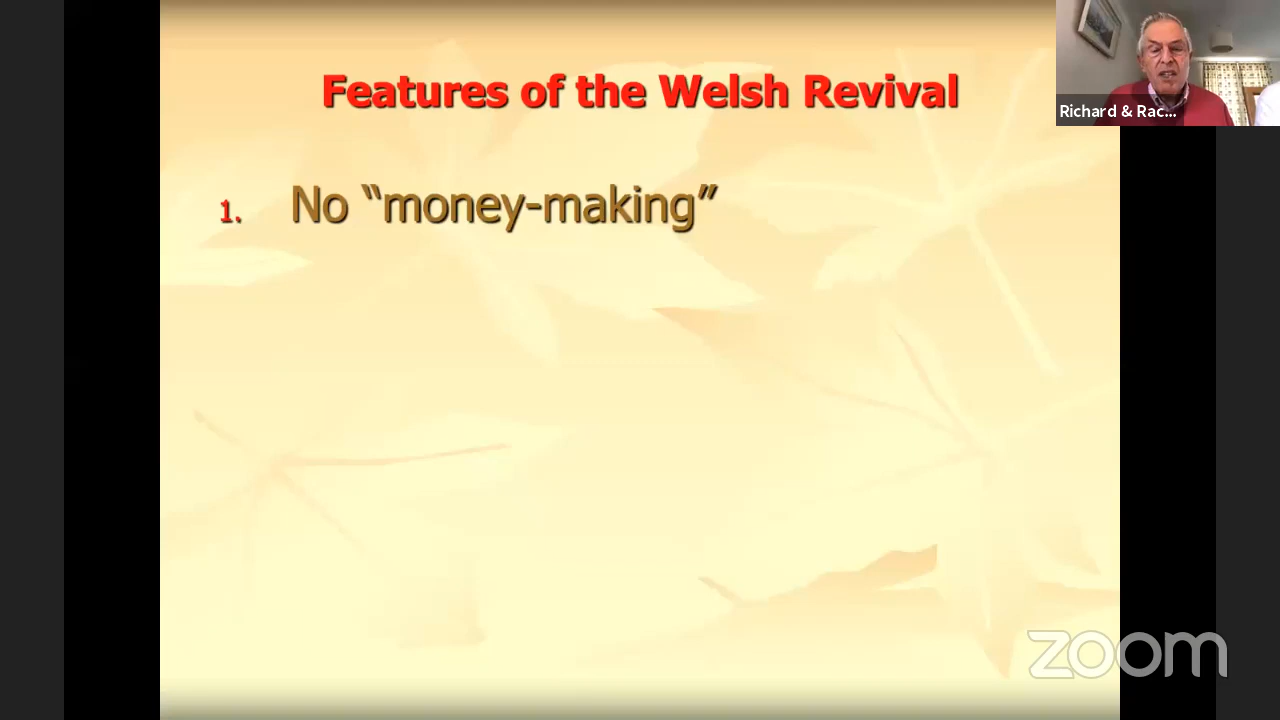 Features of the Welsh Revival
Richard & Rac...
1. No “money-making”
zoom